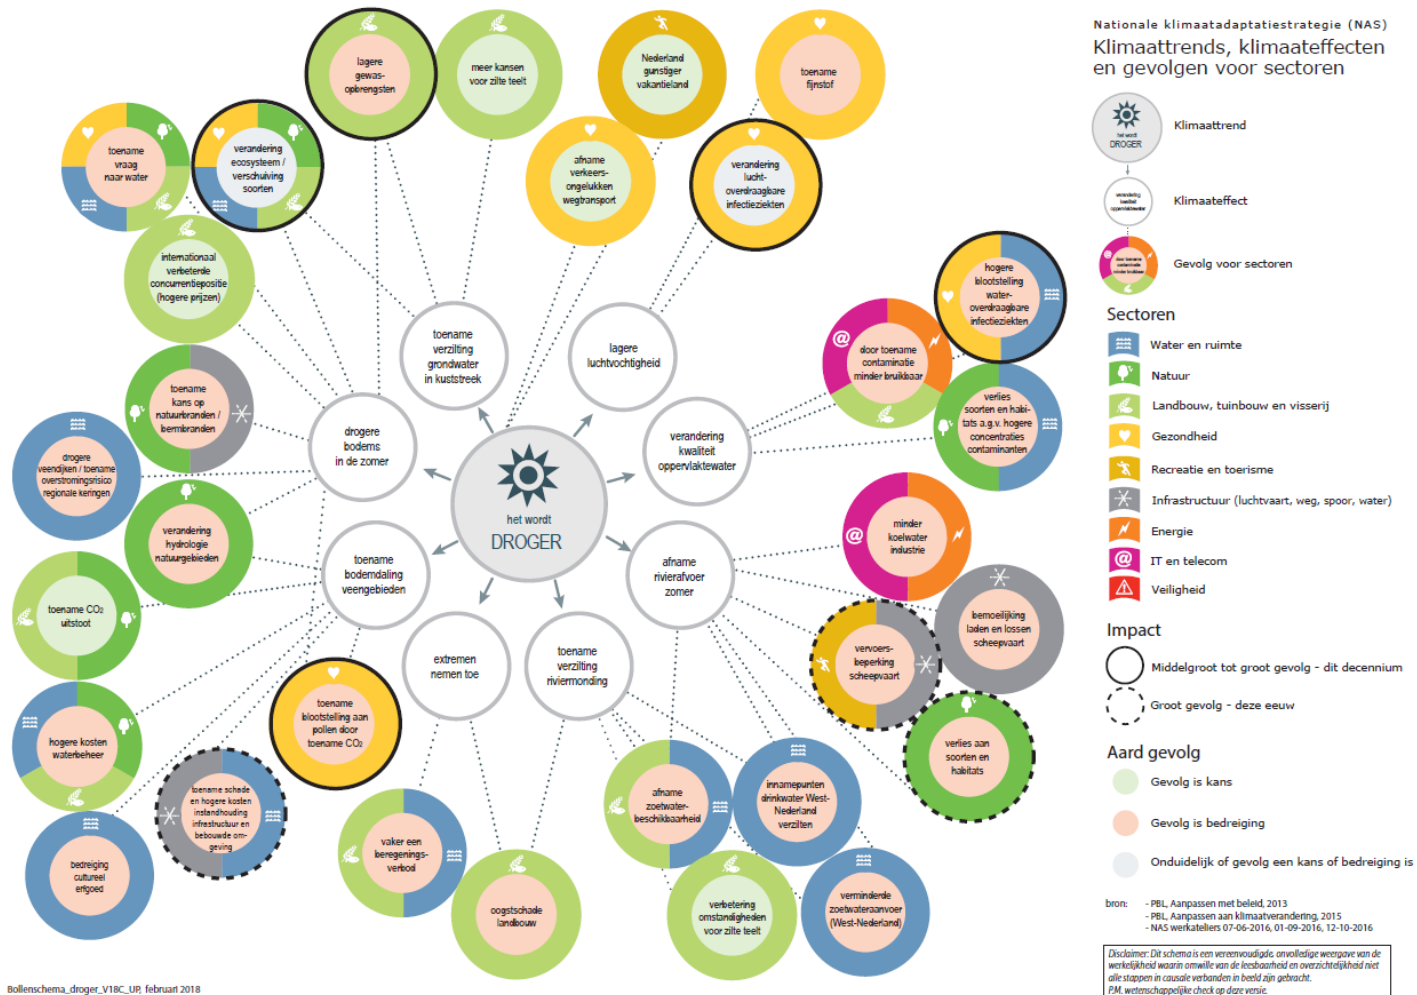 Nationale klimaatadaptatiestrategie (NAS)
Klimaattrends, klimaateffecten
en gevolgen voor sectoren
het wordt
DROGER
Klimaattrend
verandering
kwaliteit
oppervlaktewater
Klimaateffect
door toename
contaminatie
minder bruikbaar
Gevolg voor sectoren
Sectoren
Water en ruimte
Natuur
Landbouw, tuinbouw en visserij
Gezondheid
Recreatie en toerisme
Infrastructuur (luchtvaart, weg, spoor, water)
Energie
@ IT en telecom
Veiligheid
Impact
Middelgroot tot groot gevolg - dit decennium
Groot gevolg - deze eeuw
Aard gevolg
Gevolg is kans
Gevolg is bedreiging
Onduidelijk of gevolg een kans of bedreiging is
bron: - PBL, Aanpassen met beleid, 2013
- PBL, Aanpassen aan klimaatverandering, 2015
- NAS werkateliers 07-06-2016, 01-09-2016, 12-10-2016
Disclaimer: Dit schema is een vereenvoudigde, onvolledige weergave van de
werkelijkheid waarin omwille van de leesbaarheid en overzichtelijkheid niet
alle stappen in causale verbanden in beeld zijn gebracht.
P.M. wetenschappelijke check op deze versie.
lagere
gewas-
opbrengsten
meer kansen
voor zilte teelt
Nederland
gunstiger
vakantieland
toename
fijnstof
toename
vraag
naar water
verandering
ecosysteem /
verschuiving
soorten
afname
verkeers-
ongelukken
wegtransport
verandering
lucht-
overdraagbare
infectieziekten
internationaal
verbeterde
concurrentiepositie
(hogere prijzen)
hogere
blootstelling
water-
overdraagbare
infectieziekten
toename
verzilting
grondwater
in kuststreek
lagere
luchtvochtigheid
@
door toename
contaminatie
minder bruikbaar
toename
kans op
natuurbranden /
bermbranden
drogere
bodems
in de zomer
verandering
kwaliteit
oppervlaktewater
verlies
soorten en habi-
tats a.g.v. hogere
concentraties
contaminanten
drogere
veendijken / toename
overstromingsrisico
regionale keringen
het wordt
DROGER
verandering
hydrologie
natuurgebieden
@
minder
koelwater
industrie
toename
bodemdaling
veengebieden
afname
rivierafvoer
zomer
toename CO2
uitstoot
bemoeilijking
laden en lossen
scheepvaart
extremen
nemen toe
toename
verzilting
riviermonding
vervoers-
beperking
scheepvaart
toename
blootstelling aan
pollen door
toename CO2
hogere kosten
waterbeheer
verlies aan
soorten en
habitats
toename schade
en hogere kosten
instandhouding
infrastructuur en
bebouwde om-
geving
afname
zoetwater-
beschikbaarheid
innamepunten
drinkwater West-
Nederland
verzilten
bedreiging
cultureel
erfgoed
vaker een
beregenings-
verbod
oogstschade
landbouw
verbetering
omstandigheden
voor zilte teelt
verminderde
zoetwateraanvoer
(West-Nederland)
Bollenschema_droger_V18C_UP, februari 2018